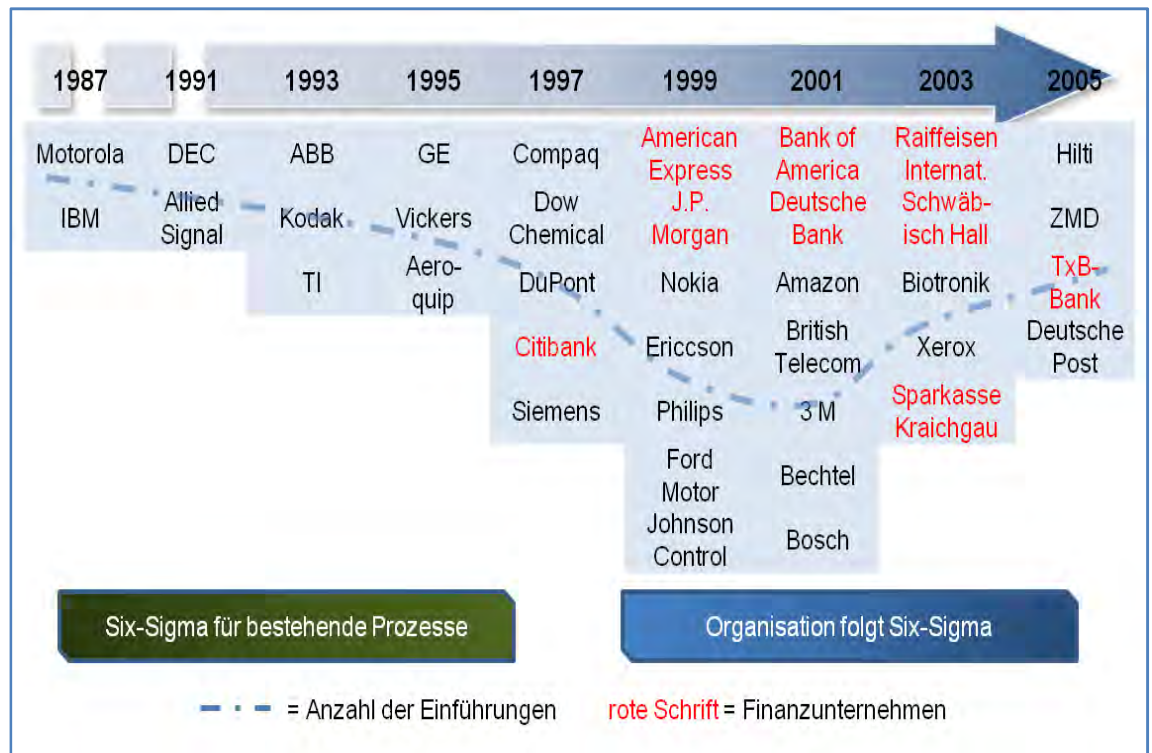 1987 1991 1993 1995 1997 1999 2001 2003 2005
Motorola
IBM
DEC
Allied
Signal
ABB
Kodak
TI
GE
Vickers
Aero-
quip
Compaq
Dow
Chemical
DuPont
Citibank
Siemens
American
Express
J.P.
Morgan
Nokia
Ericcson
Philips
Ford
Motor
Johnson
Control
Bank of
America
Deutsche
Bank
Amazon
British
Telecom
3 M
Bechtel
Bosch
Raiffeisen
Internat.
Schwäb-
isch Hall
Biotronik
Xerox
Sparkasse
Kraichgau
Hilti
ZMD
TxB-
Bank
Deutsche
Post
Six-Sigma für bestehende Prozesse
Organisation folgt Six-Sigma
= Anzahl der Einführungen
rote Schrift = Finanzunternehmen